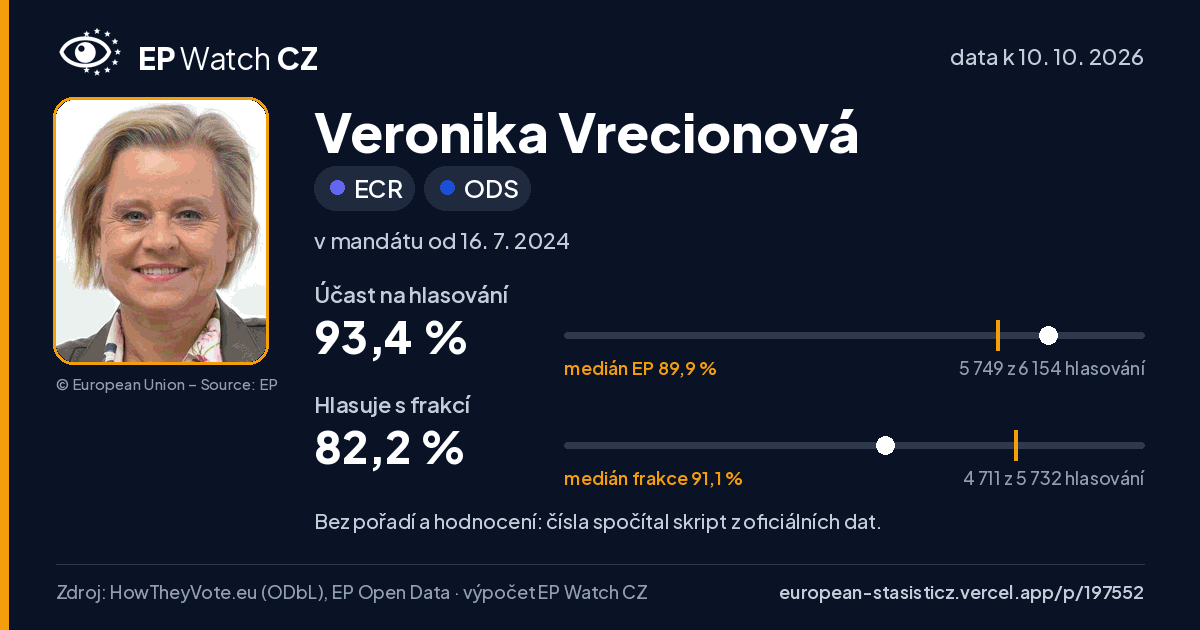 EP Watch CZ
data k 10. 10. 2026
Veronika Vrecionová
ECR
ODS
v mandátu od 16. 7. 2024
Účast na hlasování
93,4 %
medián EP 89,9 %
5 749 z 6 154 hlasování
© European Union – Source: EP
Hlasuje s frakcí
82,2 %
medián frakce 91,1 %
4 711 z 5 732 hlasování
Bez pořadí a hodnocení: čísla spočítal skript z oficiálních dat.
Zdroj: HowTheyVote.eu (ODbL), EP Open Data · výpočet EP Watch CZ
european-stasisticz.vercel.app/p/197552